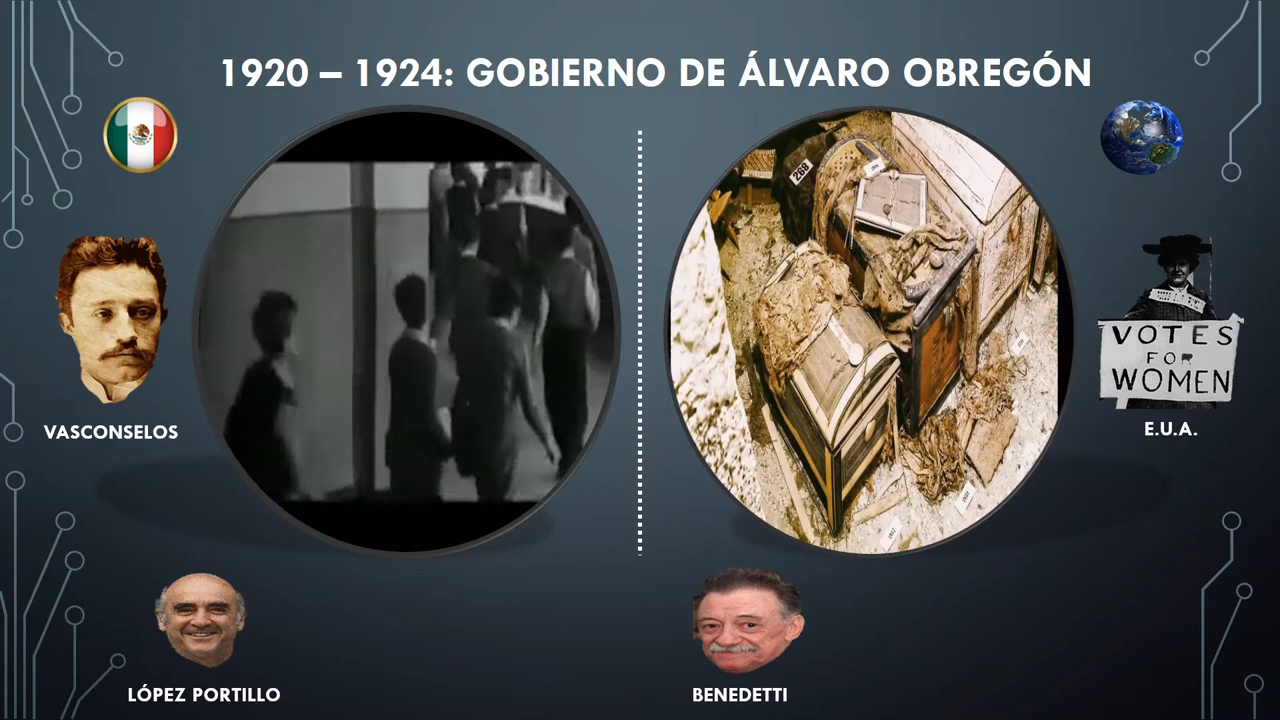 1920 – 1924: GOBIERNO DE ÁLVARO OBREGÓN
268
VOTES
FOR
WOMEN
VASCONSELOS
E.U.A.
LÓPEZ PORTILLO
BENEDETTI